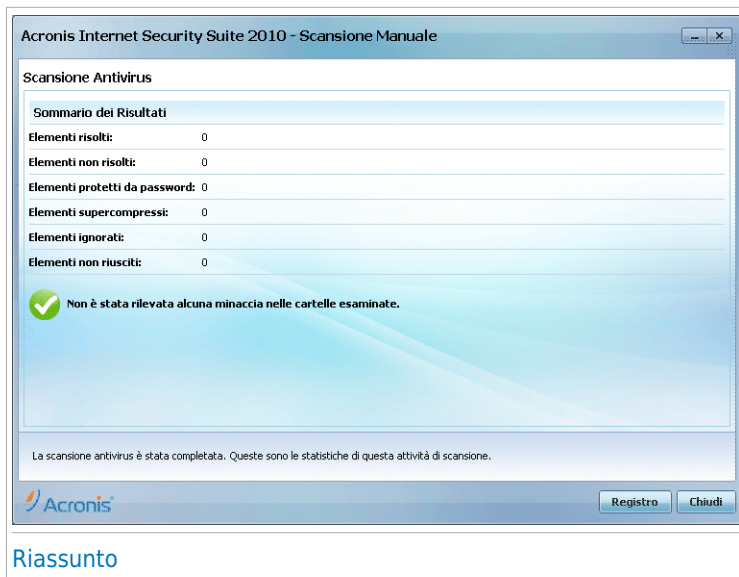 Acronis Internet Security Suite 2010 - Scansione Manuale
Scansione Antivirus
Sommario dei Risultati
Elementi risolti: 0
Elementi non risolti: 0
Elementi protetti da password: 0
Elementi supercompressi: 0
Elementi ignorati: 0
Elementi non riusciti: 0
Non è stata rilevata alcuna minaccia nelle cartelle esaminate.
La scansione antivirus è stata completata. Queste sono le statistiche di questa attività di scansione.
Acronis
Registro Chiudi
Riassunto